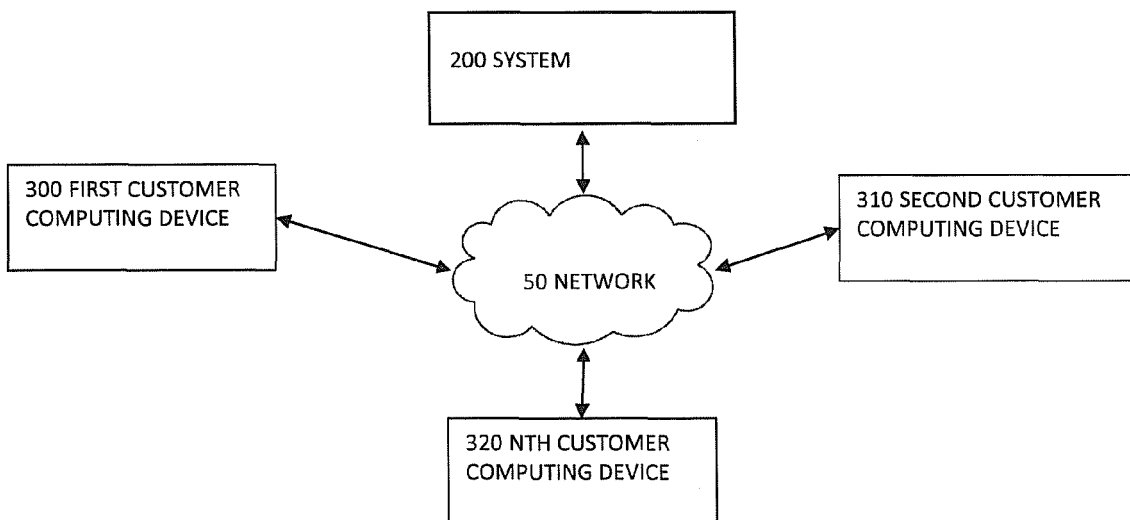 200 SYSTEM
300 FIRST CUSTOMER
COMPUTING DEVICE
310 SECOND CUSTOMER
COMPUTING DEVICE
50 NETWORK
320 NTH CUSTOMER
COMPUTING DEVICE